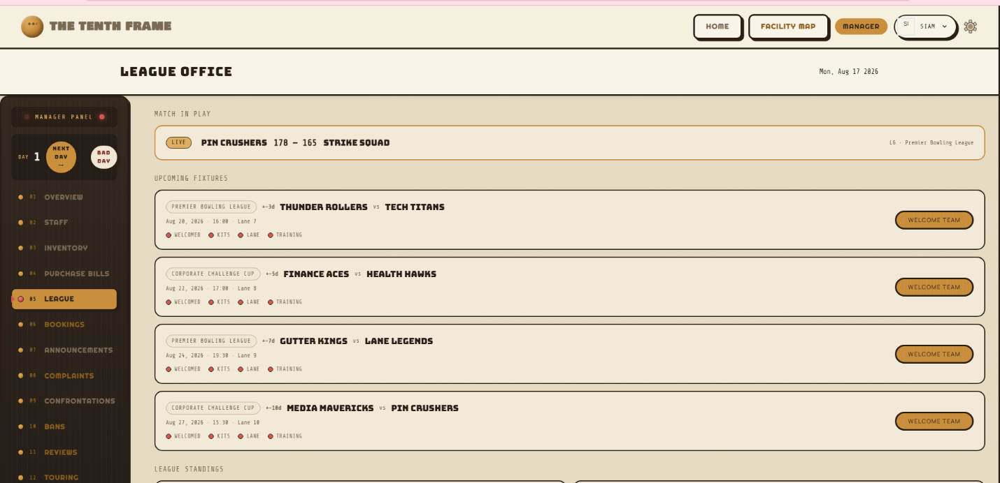 THE TENTH FRAME
HOME
FACILITY MAP
MANAGER
SI
SIAM
LEAGUE OFFICE
Mon, Aug 17 2026
MANAGER PANEL
DAY 1
NEXT
DAY
→
BAD
DAY
01 OVERVIEW
02 STAFF
03 INVENTORY
04 PURCHASE BILLS
05 LEAGUE
06 BOOKINGS
07 ANNOUNCEMENTS
08 COMPLAINTS
09 CONFRONTATIONS
10 BANS
11 REVIEWS
12 TOURING
MATCH IN PLAY
LIVE PIN CRUSHERS 178 — 165 STRIKE SQUAD
L6 · Premier Bowling League
UPCOMING FIXTURES
PREMIER BOWLING LEAGUE +-3d THUNDER ROLLERS VS TECH TITANS
Aug 20, 2026 · 16:00 · Lane 7
WELCOMED KITS LANE TRAINING
WELCOME TEAM
CORPORATE CHALLENGE CUP +-5d FINANCE ACES VS HEALTH HAWKS
Aug 22, 2026 · 17:00 · Lane 8
WELCOMED KITS LANE TRAINING
WELCOME TEAM
PREMIER BOWLING LEAGUE +-7d GUTTER KINGS VS LANE LEGENDS
Aug 24, 2026 · 19:30 · Lane 9
WELCOMED KITS LANE TRAINING
WELCOME TEAM
CORPORATE CHALLENGE CUP +-10d MEDIA MAVERICKS VS PIN CRUSHERS
Aug 27, 2026 · 15:30 · Lane 10
WELCOMED KITS LANE TRAINING
WELCOME TEAM
LEAGUE STANDINGS